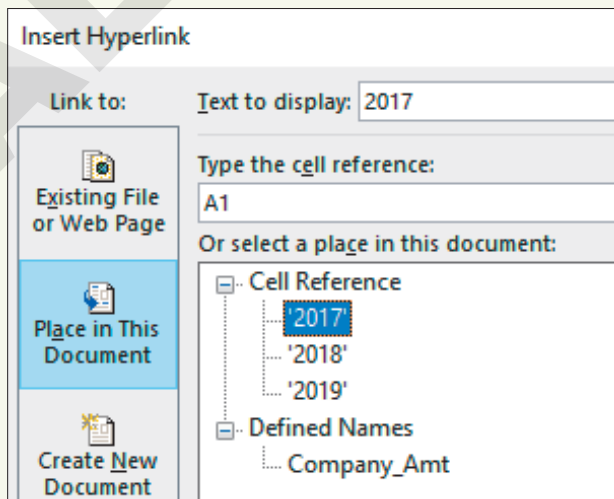 Insert Hyperlink
Link to:
Text to display: 2017
Existing File
or Web Page
Type the cell reference:
A1
Or select a place in this document:
Place in This
Document
Cell Reference
'2017'
'2018'
'2019'
Defined Names
Company_Amt
Create New
Document